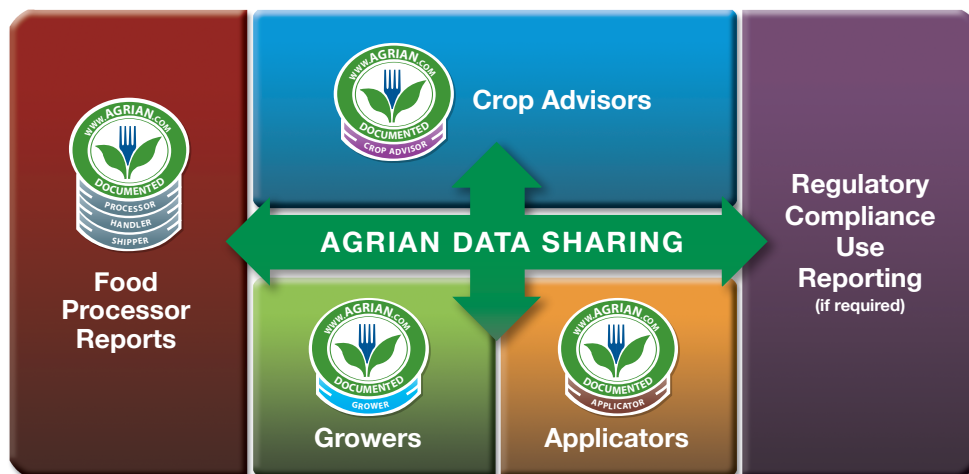 www.AGRIAN.COM
DOCUMENTED
PROCESSOR
HANDLER
SHIPPER
Food
Processor
Reports
www.AGRIAN.COM
DOCUMENTED
CROP ADVISOR
Crop Advisors
AGRIAN DATA SHARING
www.AGRIAN.COM
DOCUMENTED
GROWER
Growers
www.AGRIAN.COM
DOCUMENTED
APPLICATOR
Applicators
Regulatory
Compliance
Use
Reporting
(if required)